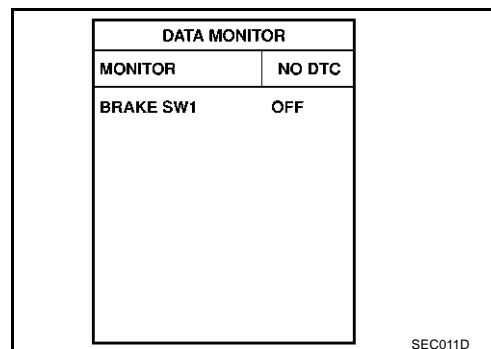 DATA MONITOR
MONITOR NO DTC
BRAKE SW1 OFF
SEC011D